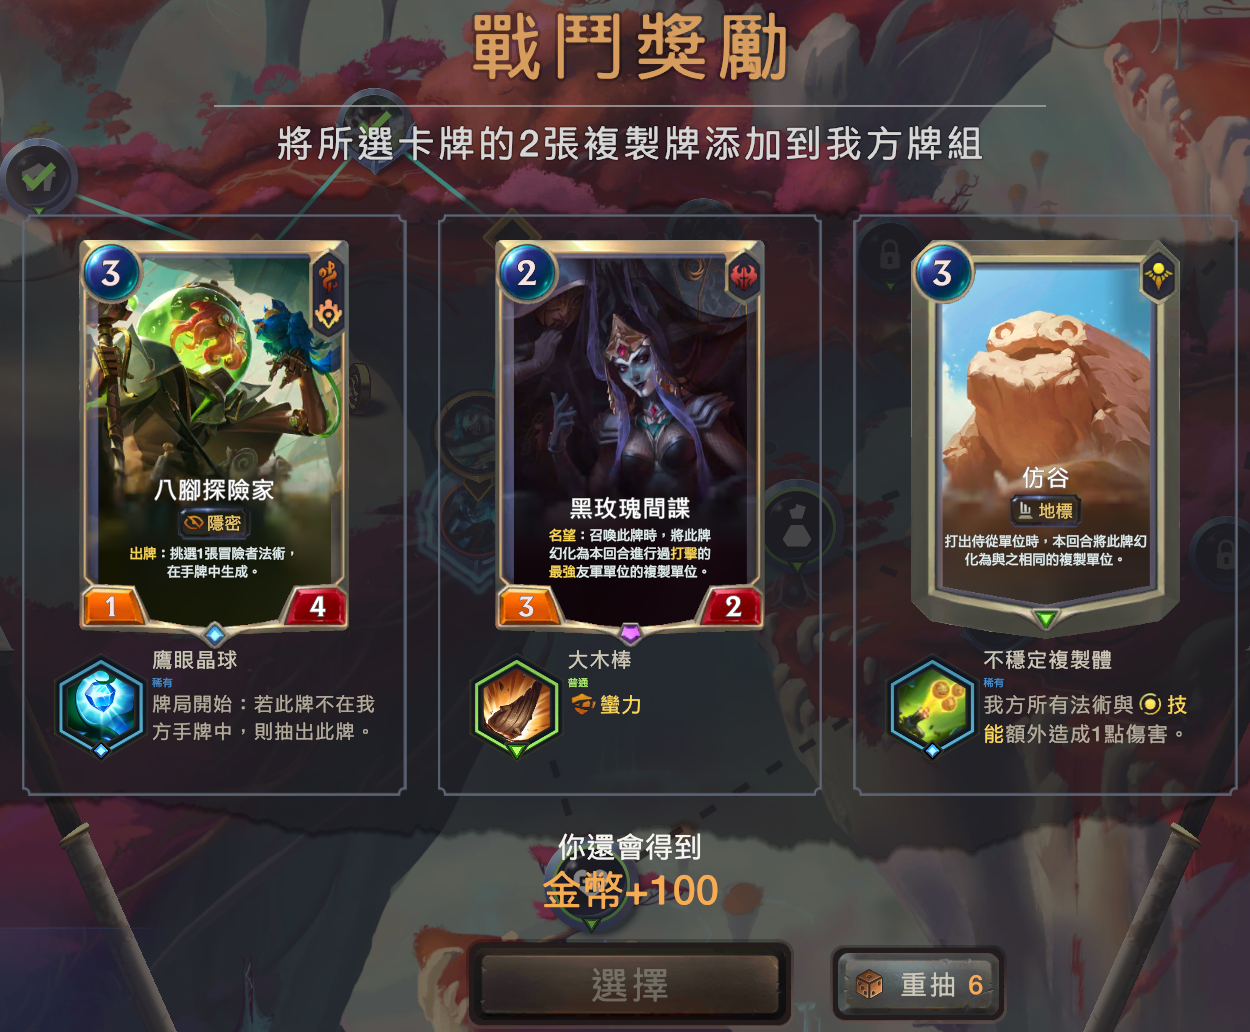 戰鬥獎勵
將所選卡牌的2張複製牌添加到我方牌組
3
八腳探險家
隱密
出牌：挑選1張冒險者法術，
在手牌中生成。
1
4
鷹眼晶球
稀有
牌局開始：若此牌不在我
方手牌中，則抽出此牌。
2
黑玫瑰間諜
名望：召喚此牌時，將此牌
幻化為本回合進行過打擊的
最強友軍單位的複製單位。
3
2
大木棒
普通
蠻力
3
仿谷
地標
打出侍從單位時，本回合將此牌幻
化為與之相同的複製單位。
不穩定複製體
稀有
我方所有法術與技
能額外造成1點傷害。
你還會得到
金幣+100
選擇
重抽 6